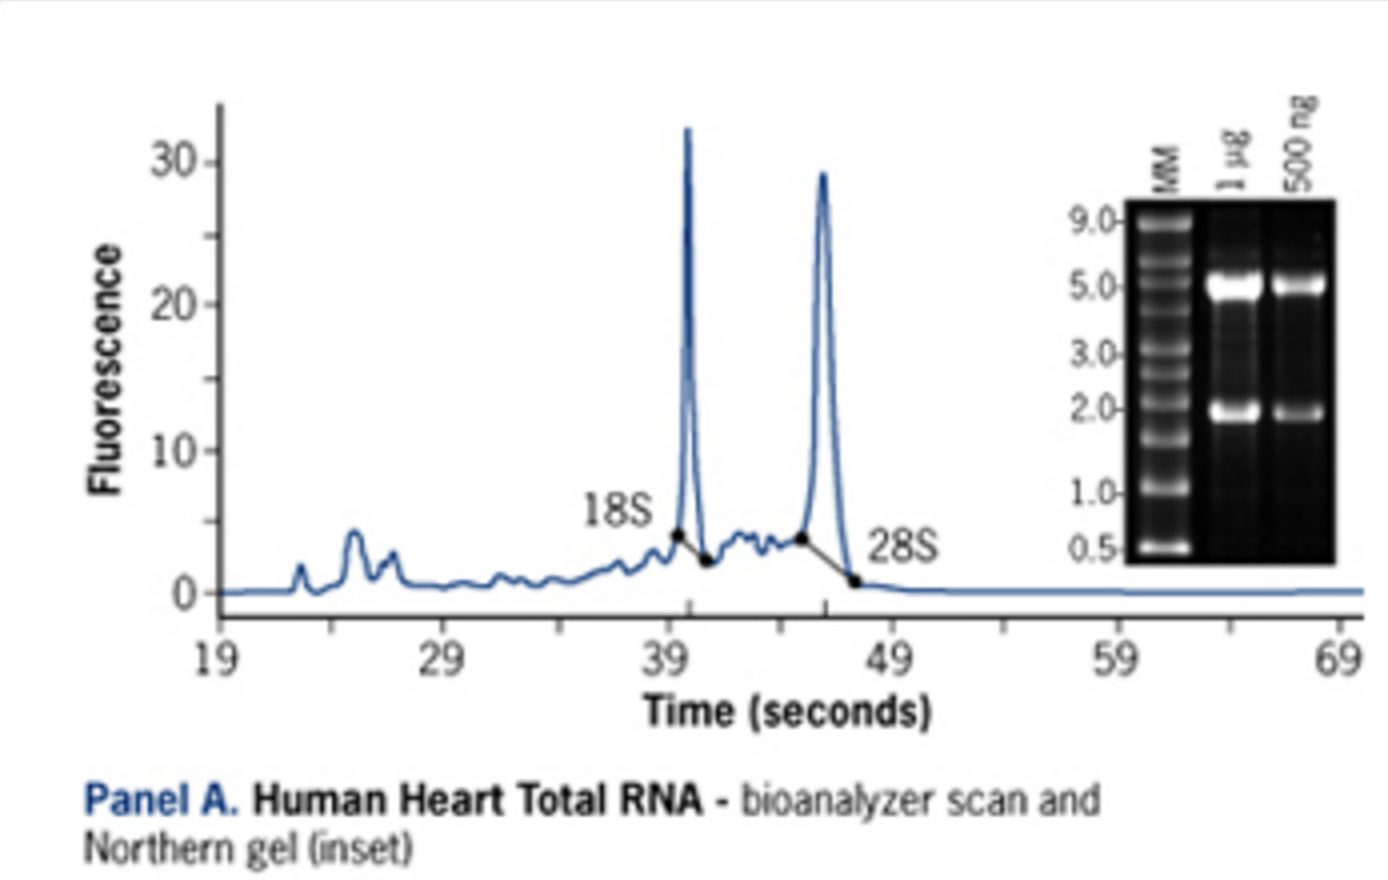 MM 1 µg 500 ng
30
20
10
0
Fluorescence
18S
28S
9.0
5.0
3.0
2.0
1.0
0.5
19 29 39 49 59 69
Time (seconds)
Panel A. Human Heart Total RNA - bioanalyzer scan and
Northern gel (inset)